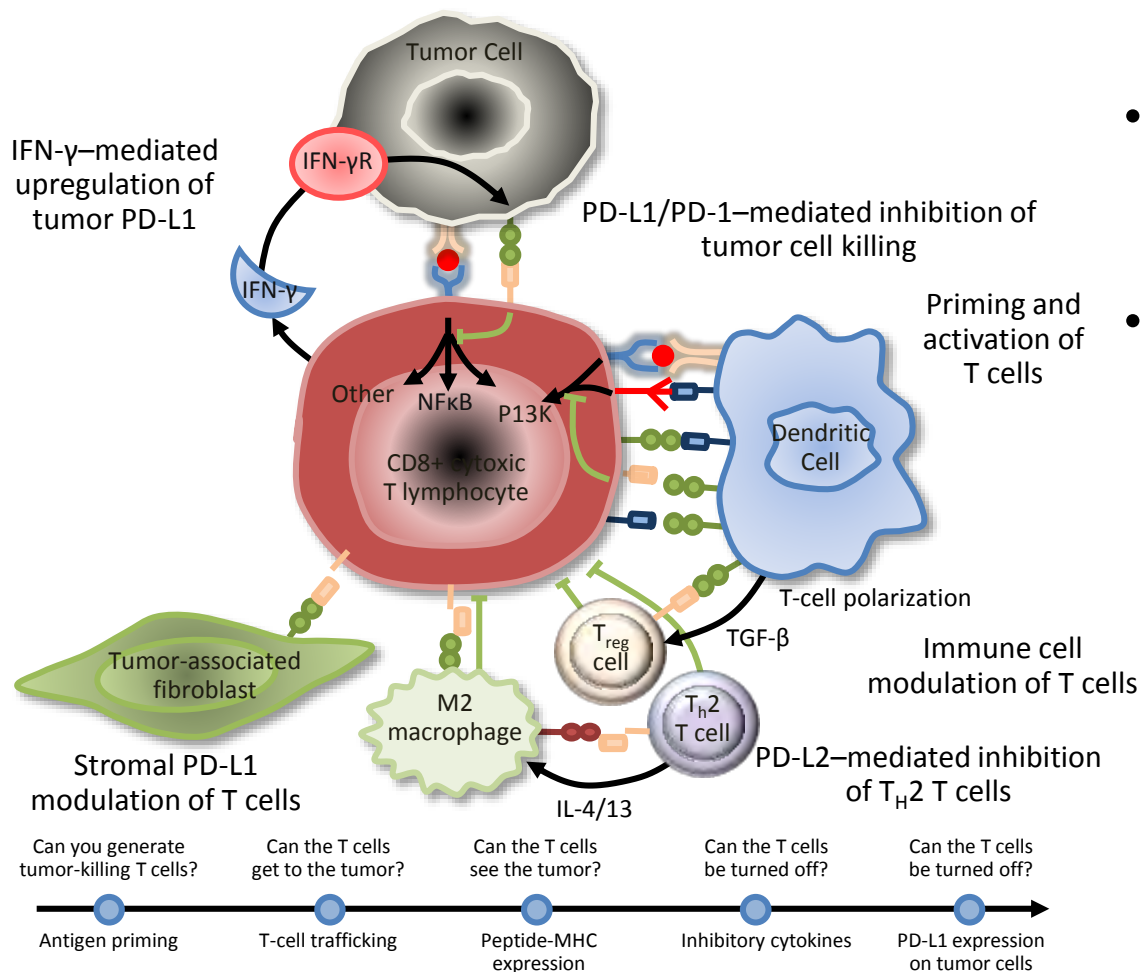 Tumor Cell
IFN-γ–mediated
upregulation of
tumor PD-L1
IFN-γR
IFN-γ
PD-L1/PD-1–mediated inhibition of
tumor cell killing
•
Priming and
activation of
T cells
•
Other
NFκB
P13K
CD8+ cytoxic
T lymphocyte
Dendritic
Cell
T-cell polarization
TGF-β
Treg
cell
Immune cell
modulation of T cells
Tumor-associated
fibroblast
M2
macrophage
Th2
T cell
Stromal PD-L1
modulation of T cells
PD-L2–mediated inhibition
of TH2 T cells
IL-4/13
Can you generate
tumor-killing T cells?
Can the T cells
get to the tumor?
Can the T cells
see the tumor?
Can the T cells
be turned off?
Can the T cells
be turned off?
Antigen priming
T-cell trafficking
Peptide-MHC
expression
Inhibitory cytokines
PD-L1 expression
on tumor cells